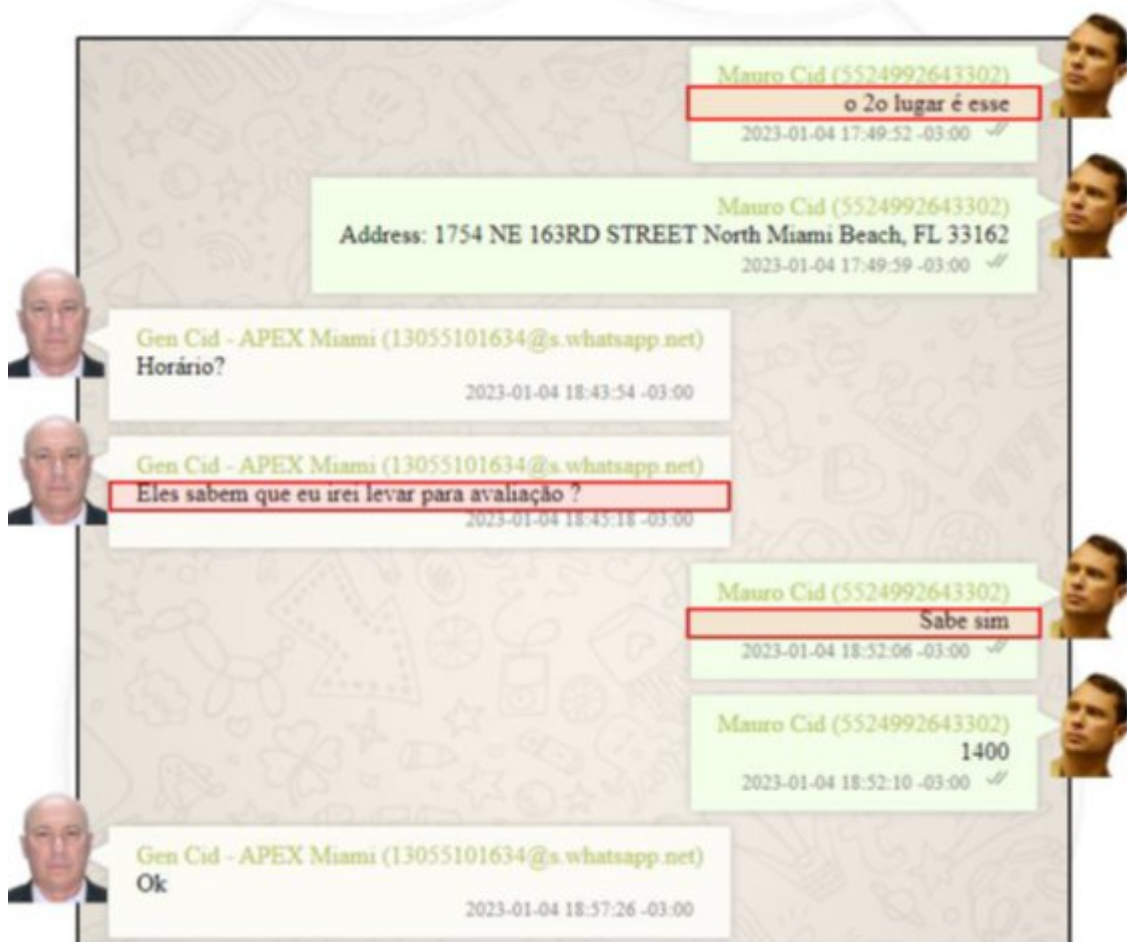 Mauro Cid (5524992643302)
o 2o lugar é esse
2023-01-04 17:49:52 -03:00
Mauro Cid (5524992643302)
Address: 1754 NE 163RD STREET North Miami Beach, FL 33162
2023-01-04 17:49:59 -03:00
Gen Cid - APEX Miami (13055101634@s.whatsapp.net)
Horário?
2023-01-04 18:43:54 -03:00
Gen Cid - APEX Miami (13055101634@s.whatsapp.net)
Eles sabem que eu irei levar para avaliação ?
2023-01-04 18:45:18 -03:00
Mauro Cid (5524992643302)
Sabe sim
2023-01-04 18:52:06 -03:00
Mauro Cid (5524992643302)
1400
2023-01-04 18:52:10 -03:00
Gen Cid - APEX Miami (13055101634@s.whatsapp.net)
Ok
2023-01-04 18:57:26 -03:00